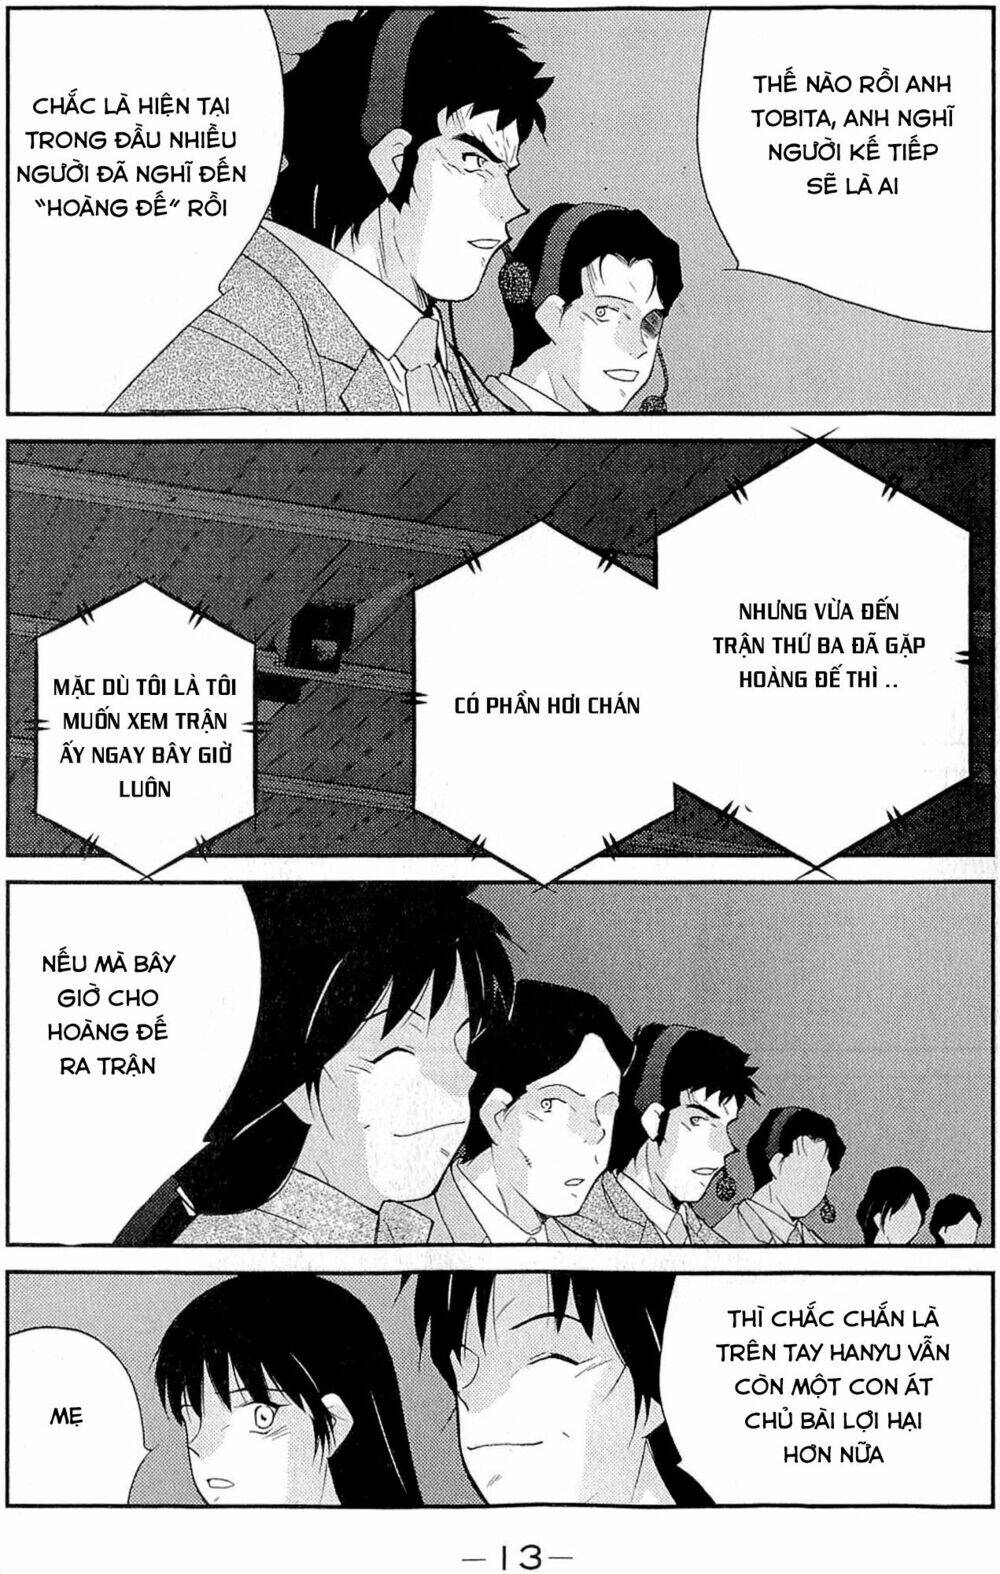 THẾ NÀO RỒI ANH
TOBITA, ANH NGHĨ
NGƯỜI KẾ TIẾP
SẼ LÀ AI
CHẮC LÀ HIỆN TẠI
TRONG ĐẦU NHIỀU
NGƯỜI ĐÃ NGHĨ ĐẾN
"HOÀNG ĐẾ" RỒI
NHƯNG VỪA ĐẾN
TRẬN THỨ BA ĐÃ GẶP
HOÀNG ĐẾ THÌ ..
CÓ PHẦN HƠI CHÁN
MẶC DÙ TÔI LÀ TÔI
MUỐN XEM TRẬN
ẤY NGAY BÂY GIỜ
LUÔN
NẾU MÀ BÂY
GIỜ CHO
HOÀNG ĐẾ
RA TRẬN
THÌ CHẮC CHẮN LÀ
TRÊN TAY HANYU VẪN
CÒN MỘT CON ÁT
CHỦ BÀI LỢI HẠI
HƠN NỮA
MẸ
-13-